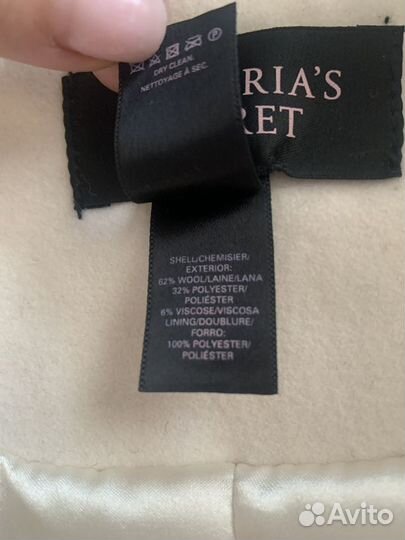 P
DRY CLEAN.
NETTOYAGE À SEC.
RIA'S
RET
SHELL/CHEMISIER/
EXTERIOR:
62% WOOL/LAINE/LANA
32% POLYESTER/
POLIÉSTER
6% VISCOSE/VISCOSA
LINING/DOUBLURE/
FORRO:
100% POLYESTER/
POLIÉSTER
Avito